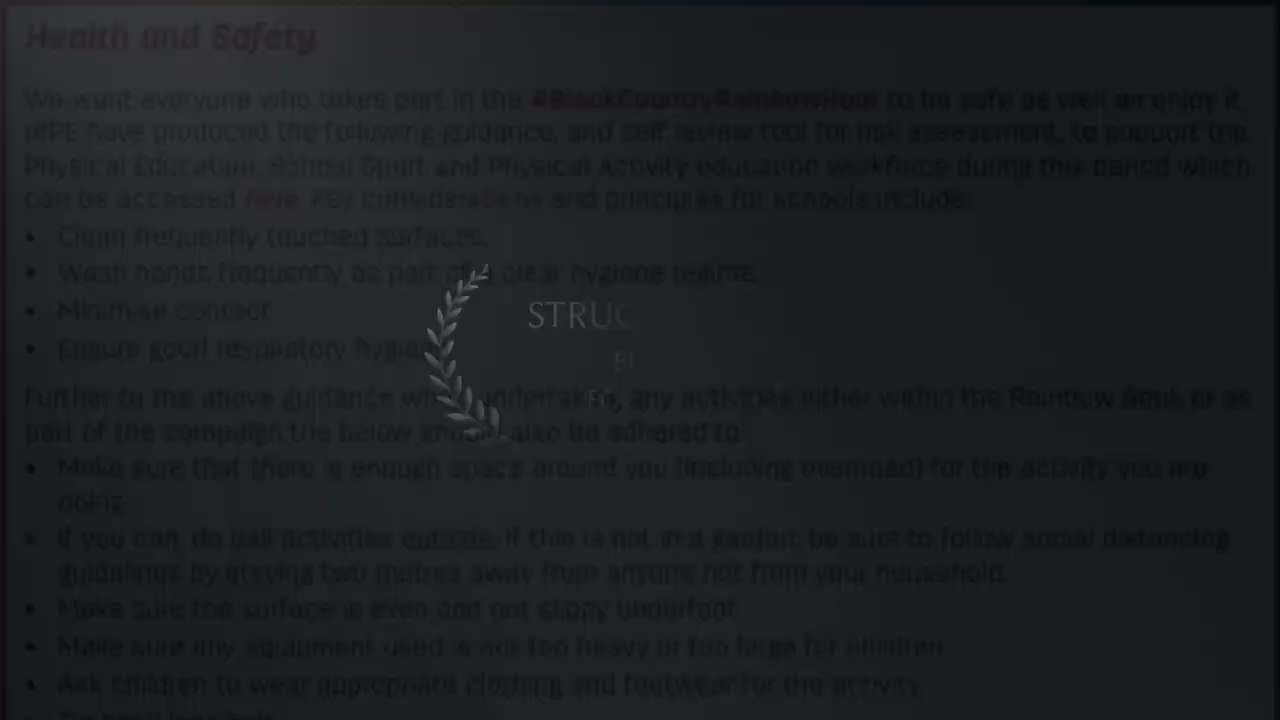 Health and Safety
We want everyone who takes part in the #BlackCountryRainbowHour to be safe as well as enjoy it,
afPE have produced the following guidance, and self review tool for risk assessment, to support the
Physical Education, School Sport and Physical Activity education workforce during this period which
can be accessed here. Key considerations and principles for schools include:
• Clean frequently touched surfaces.
• Wash hands frequently as part of a clear hygiene regime.
• Minimise contact
• Ensure good respiratory
STRUC
Further to the above guidance undertaking any activities either within the Rainbow Book or as
part of the campaign the below should also be adhered to
• Make sure that there is enough space around you (including overhead) for the activity you are
doing.
• If you can, do ball activities outside. If this is not in a garden, be sure to follow social distancing
guidelines by staying two metres away from anyone not from your household.
• Make sure the surface is even and not slippy underfoot
• Make sure any equipment used is not too heavy or too large for children
• Ask children to wear appropriate clothing and footwear for the activity